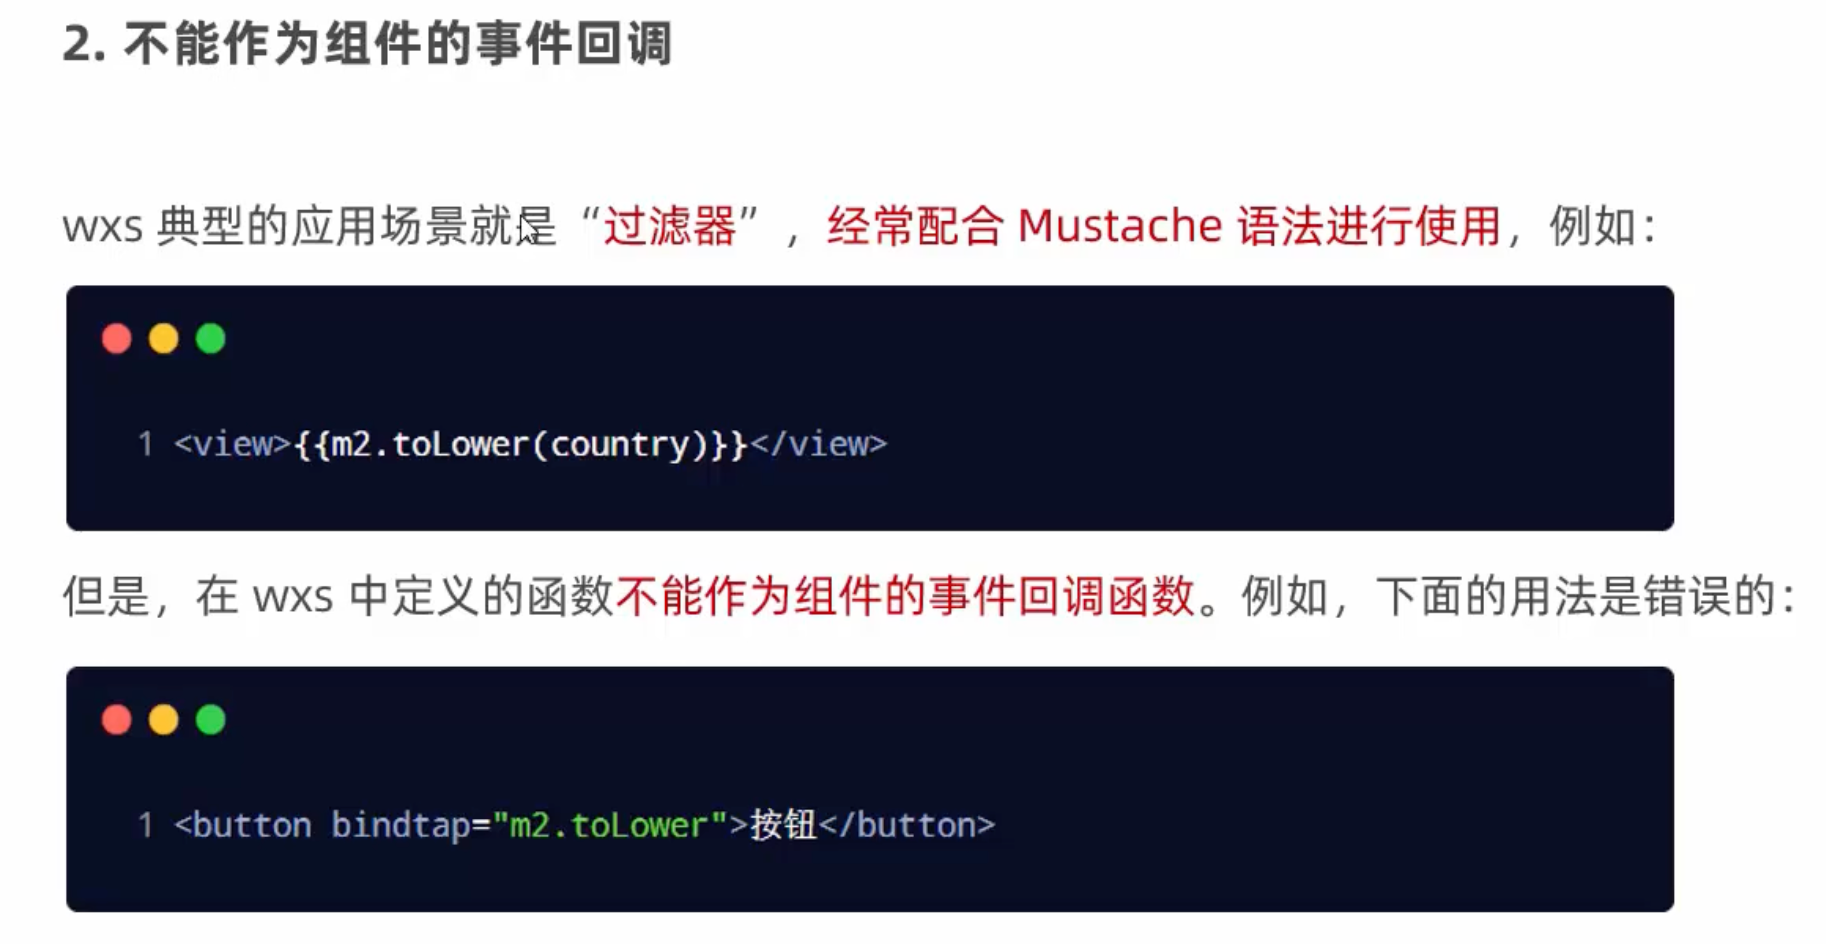 2. 不能作为组件的事件回调
wxs 典型的应用场景就是“过滤器”，经常配合 Mustache 语法进行使用，例如：
1 <view>{{m2.toLower(country)}}</view>
但是，在 wxs 中定义的函数不能作为组件的事件回调函数。例如，下面的用法是错误的：
1 <button bindtap="m2.toLower">按钮</button>